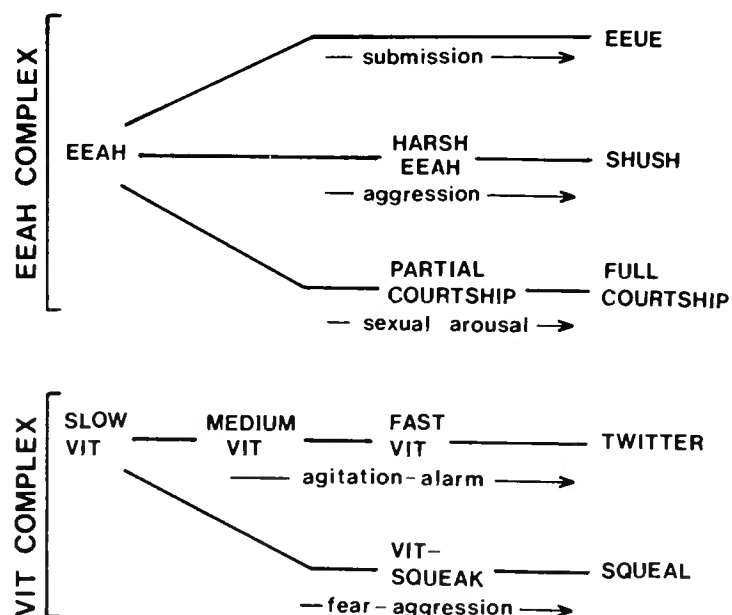 EEAH COMPLEX
EEUE
submission
EEAH
HARSH
EEAH
SHUSH
aggression
PARTIAL
COURTSHIP
FULL
COURTSHIP
sexual arousal
VIT COMPLEX
SLOW
VIT
MEDIUM
VIT
FAST
VIT
TWITTER
agitation-alarm
VIT-
SQUEAK
SQUEAL
fear-aggression